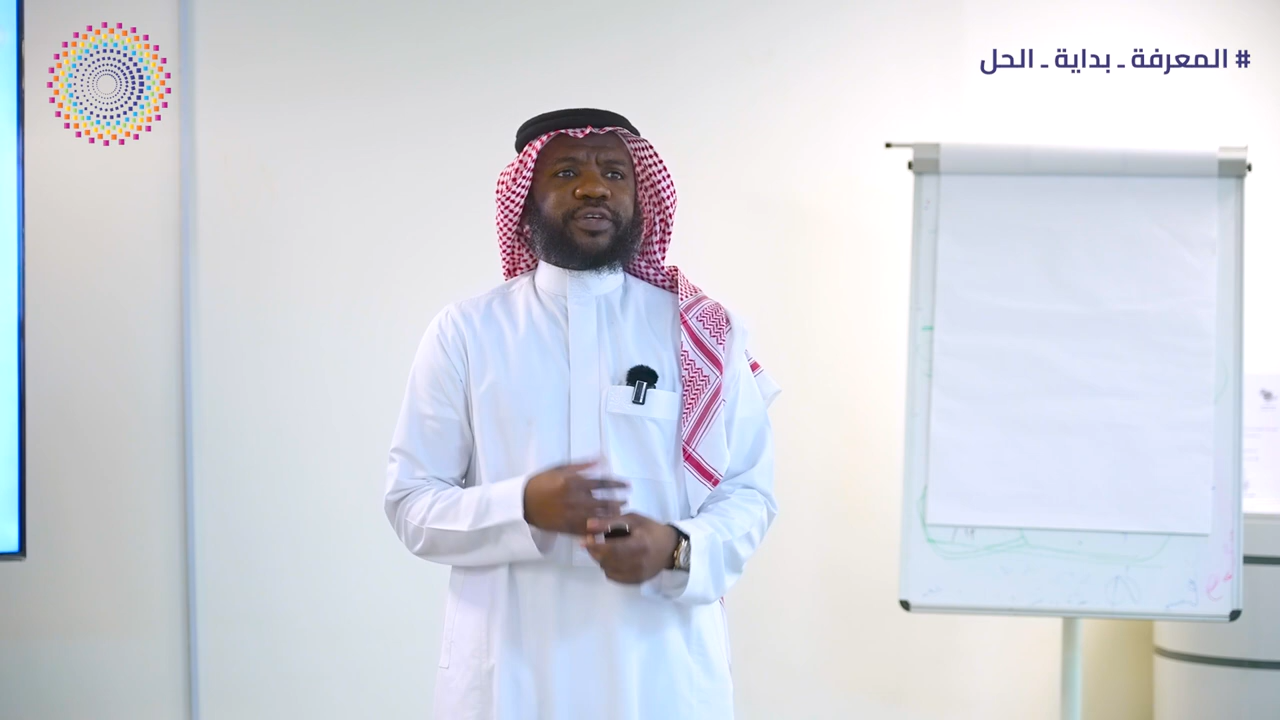 # المعرفة ـ بداية ـ الحل